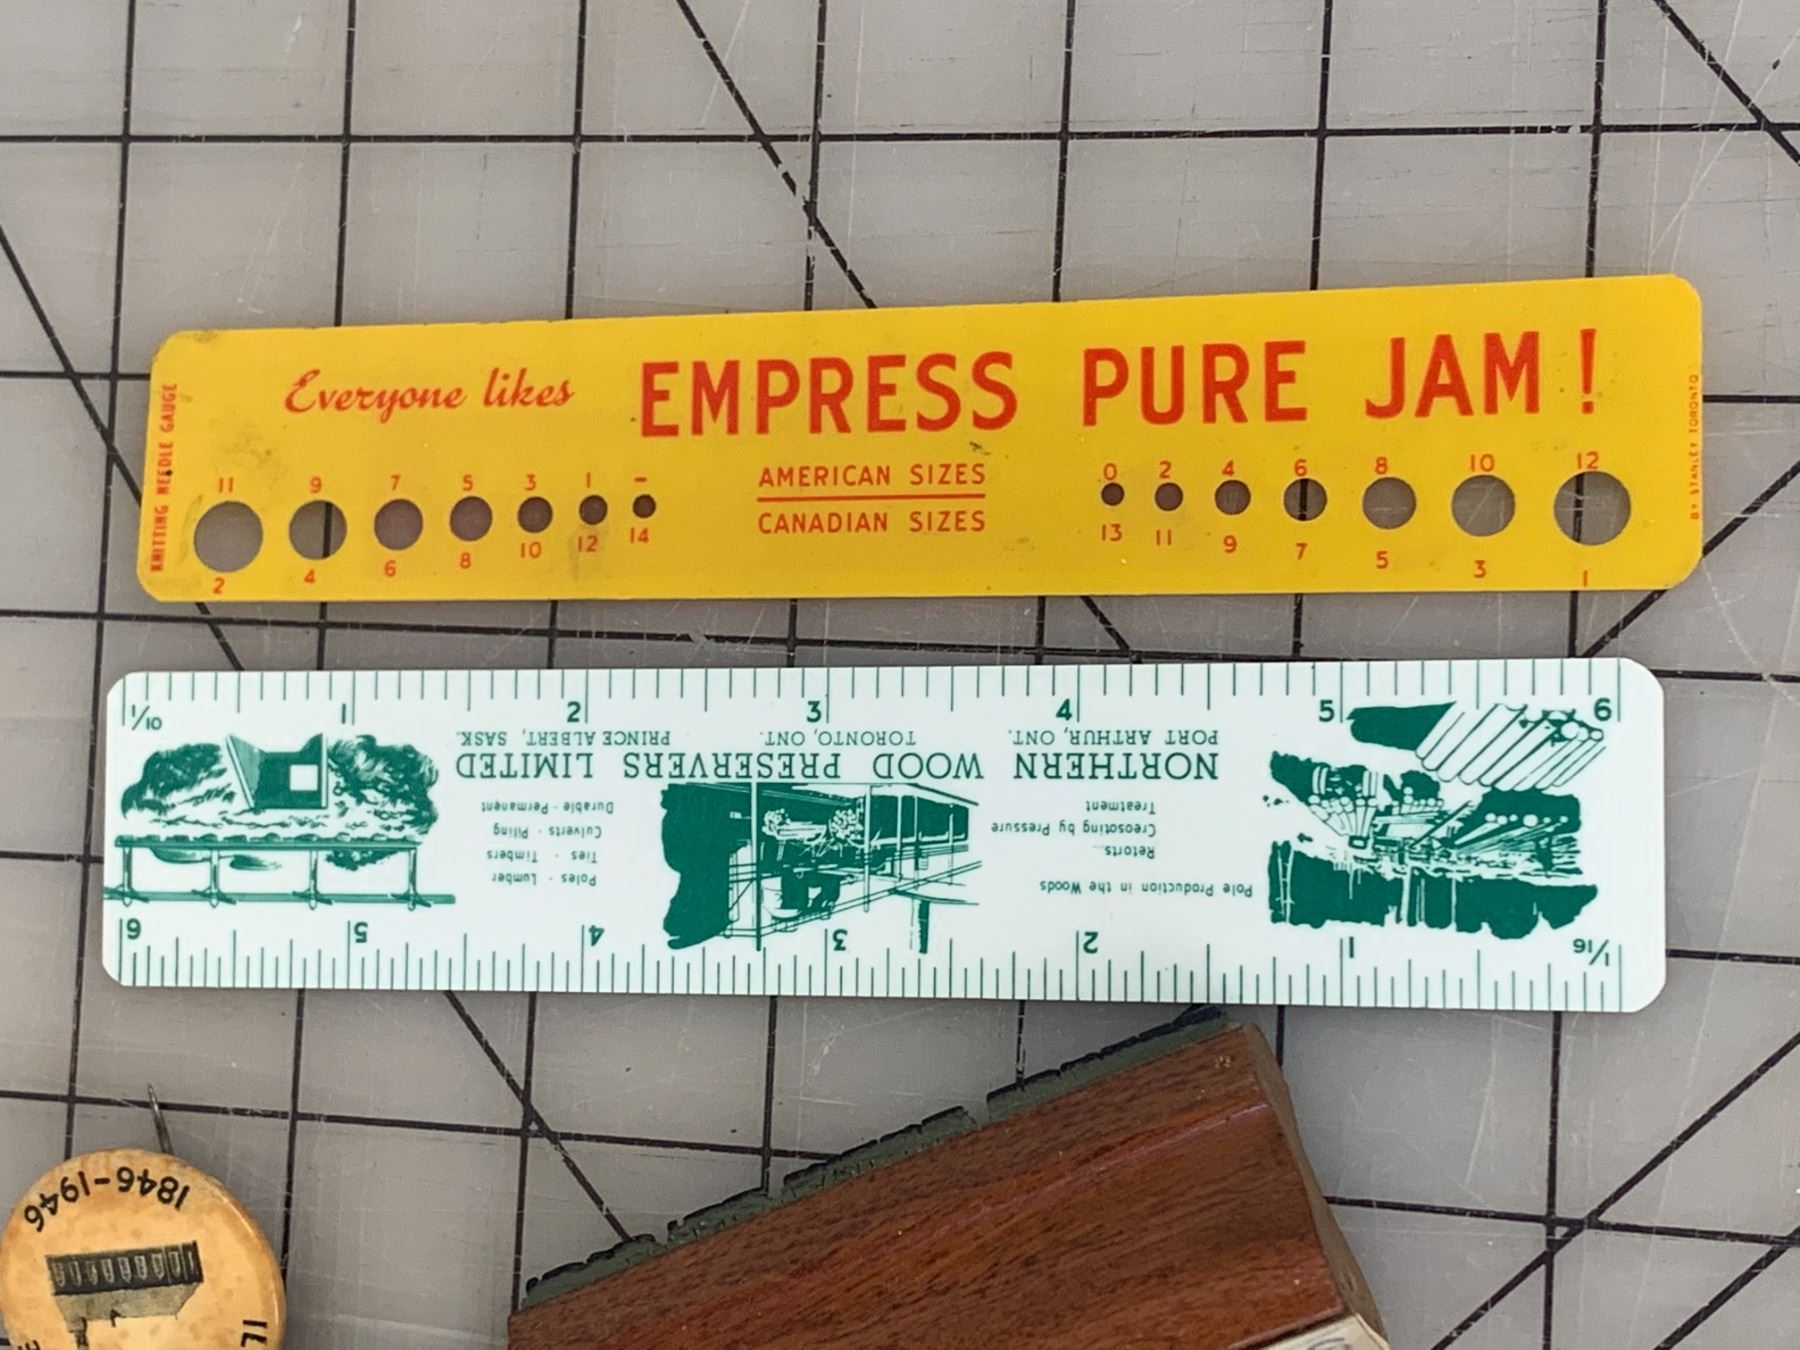 Everyone likes EMPRESS PURE JAM!
KNITTING NEEDLE GAUGE
11 9 7 5 3 1 -
AMERICAN SIZES
0 2 4 6 8 10 12
2 4 6 8 10 12 14
CANADIAN SIZES
13 11 9 7 5 3 1
BY STANLEY TORONTO
1/10 1 2 3 4 5 6
NORTHERN WOOD PRESERVERS LIMITED
PORT ARTHUR, ONT. TORONTO, ONT. PRINCE ALBERT, SASK.
Pole Production in the Woods
Retorts...
Creosoting by Pressure
Treatment
Poles - Lumber
Ties - Timbers
Culverts - Piling
Durable - Permanent
1/16 1 2 3 4 5 6
1846-1946